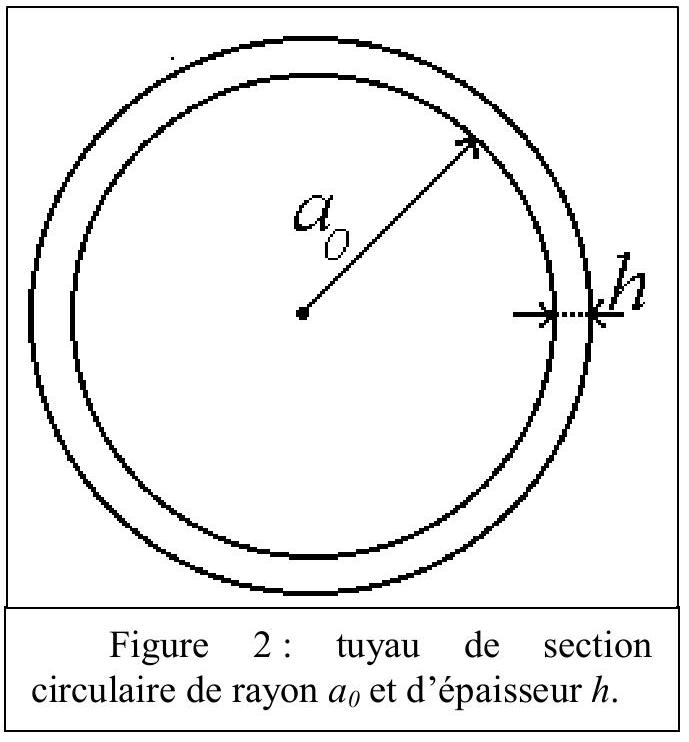 a₀
h
Figure 2 : tuyau de section
circulaire de rayon a₀ et d’épaisseur h.